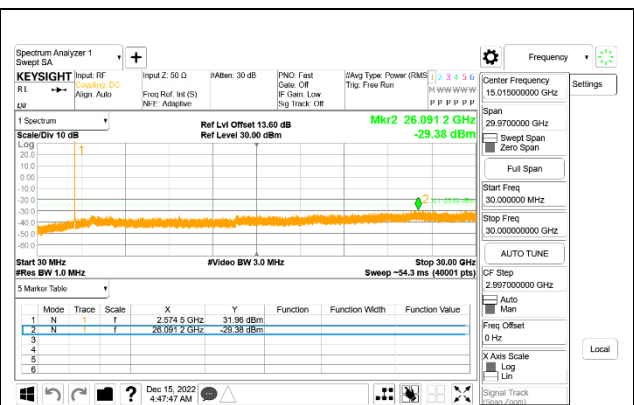 Spectrum Analyzer 1
Swept SA
Frequency
KEYSIGHT
Input: RF
Input Z: 50 Ω
#Atten: 30 dB
PNO: Fast
#Avg Type: Power (RMS
1 2 3 4 5 6
R L
Coupling: DC
Gate: Off
Trig: Free Run
M W W W W W
Align: Auto
Freq Ref: Int (S)
IF Gain: Low
NFE: Adaptive
Sig Track: Off
P P P P P P
Center Frequency
15.015000000 GHz
Settings
1 Spectrum
Ref Lvl Offset 13.60 dB
Mkr2 26.091 2 GHz
Scale/Div 10 dB
Ref Level 30.00 dBm
-29.38 dBm
Log
20.0
10.0
0.00
-10.0
-20.0
-30.0
-40.0
-50.0
-60.0
1
2
Start 30 MHz
#Video BW 3.0 MHz
Stop 30.00 GHz
#Res BW 1.0 MHz
Sweep ~54.3 ms (40001 pts)
Span
29.9700000 GHz
Swept Span
Zero Span
Full Span
Start Freq
30.000000 MHz
Stop Freq
30.000000000 GHz
AUTO TUNE
CF Step
2.997000000 GHz
Auto
Man
Freq Offset
0 Hz
X Axis Scale
Log
Lin
Signal Track
(Span Zoom)
Local
5 Marker Table
Mode Trace Scale X Y Function Function Width Function Value
1 N 1 f 2.574 5 GHz 31.96 dBm
2 N 1 f 26.091 2 GHz -29.38 dBm
3
4
5
6
?
Dec 15, 2022
4:47:47 AM